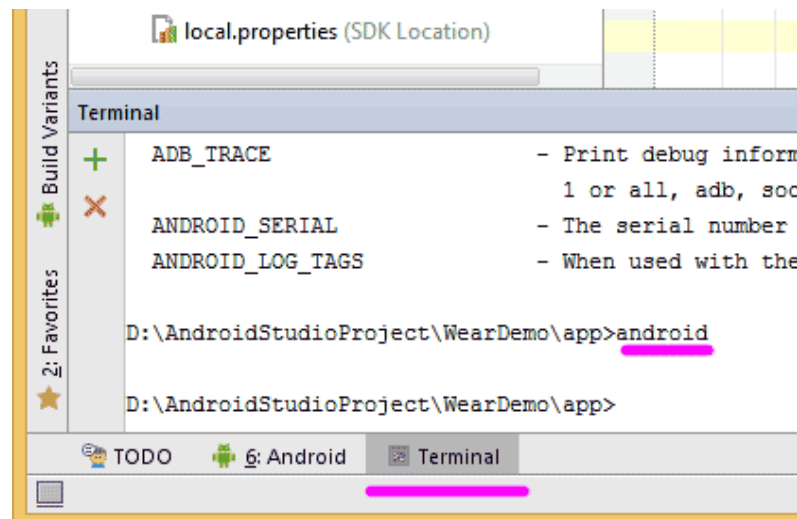 local.properties (SDK Location)
Build Variants
2: Favorites
Terminal
ADB_TRACE - Print debug inform
1 or all, adb, soc
ANDROID_SERIAL - The serial number
ANDROID_LOG_TAGS - When used with the
D:\AndroidStudioProject\WearDemo\app>android
D:\AndroidStudioProject\WearDemo\app>
TODO 6: Android Terminal